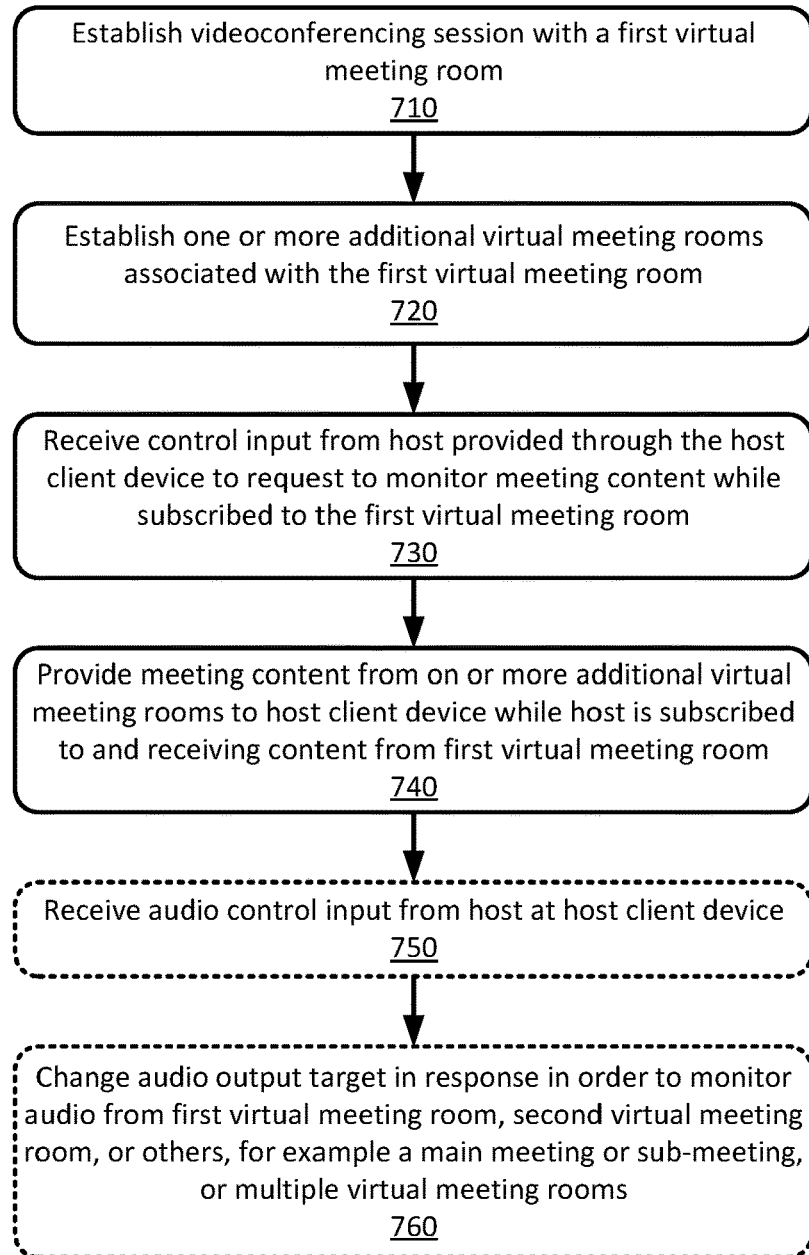 Establish videoconferencing session with a first virtual
meeting room
710
Establish one or more additional virtual meeting rooms
associated with the first virtual meeting room
720
Receive control input from host provided through the host
client device to request to monitor meeting content while
subscribed to the first virtual meeting room
730
Provide meeting content from on or more additional virtual
meeting rooms to host client device while host is subscribed
to and receiving content from first virtual meeting room
740
Receive audio control input from host at host client device
750
Change audio output target in response in order to monitor
audio from first virtual meeting room, second virtual meeting
room, or others, for example a main meeting or sub-meeting,
or multiple virtual meeting rooms
760